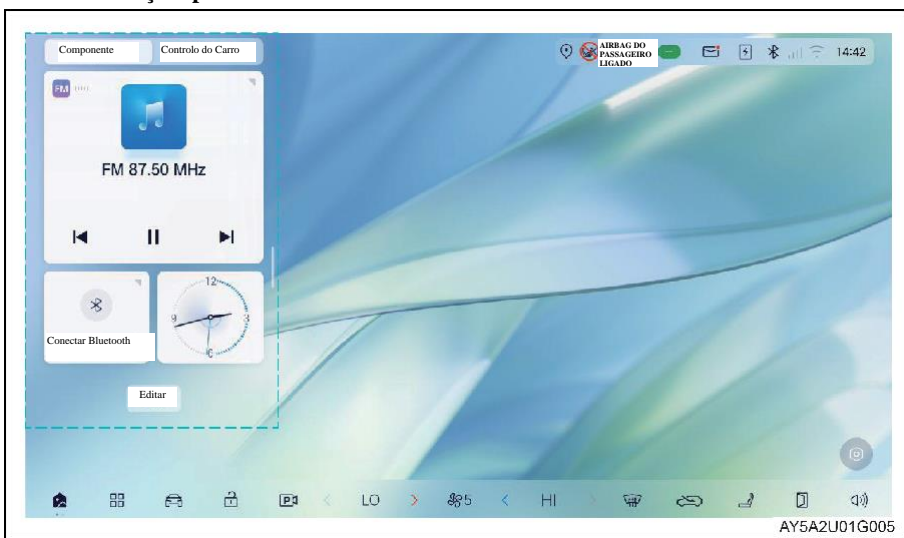 Componente
Controlo do Carro
AIRBAG DO
PASSAGEIRO
LIGADO
14:42
FM
FM 87.50 MHz
12
9
3
6
Conectar Bluetooth
Editar
P
LO
5
HI
AY5A2U01G005